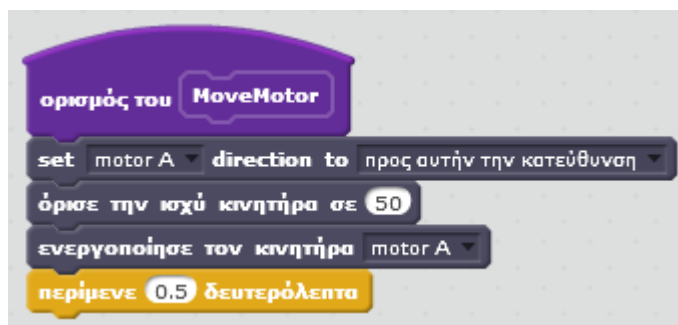 ορισμός του MoveMotor
set motor A direction to προς αυτήν την κατεύθυνση
όρισε την ισχύ κινητήρα σε 50
ενεργοποίησε τον κινητήρα motor A
περίμενε 0.5 δευτερόλεπτα